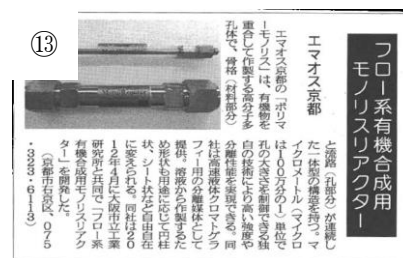 ⑬
フロー系有機合成用
モノリスリアクター
エマオス京都
エマオス京都の「ポリマ
ーモノリス」は、有機物を
重合して作製する高分子多
孔体で、骨格（材料部分）
と流路（孔部分）が連続し
た一体型の構造を持つ。マ
イクロメートル（マイクロ
は100万分の1）単位で
孔の大きさを制御できる独
自の技術により高い強度や
分離性能を実現できる。同
社は高速液体クロマトグラ
フィー用の分離媒体として
提供。溶液から作製するた
め形状も用途に応じて円柱
状、シート状など自由自在
に変えられる。同社は20
12年4月に大阪市立工業
研究所と共同で「フロー系
有機合成用モノリスリアク
ター」を開発した。
（京都市右京区、075
・323・6113）